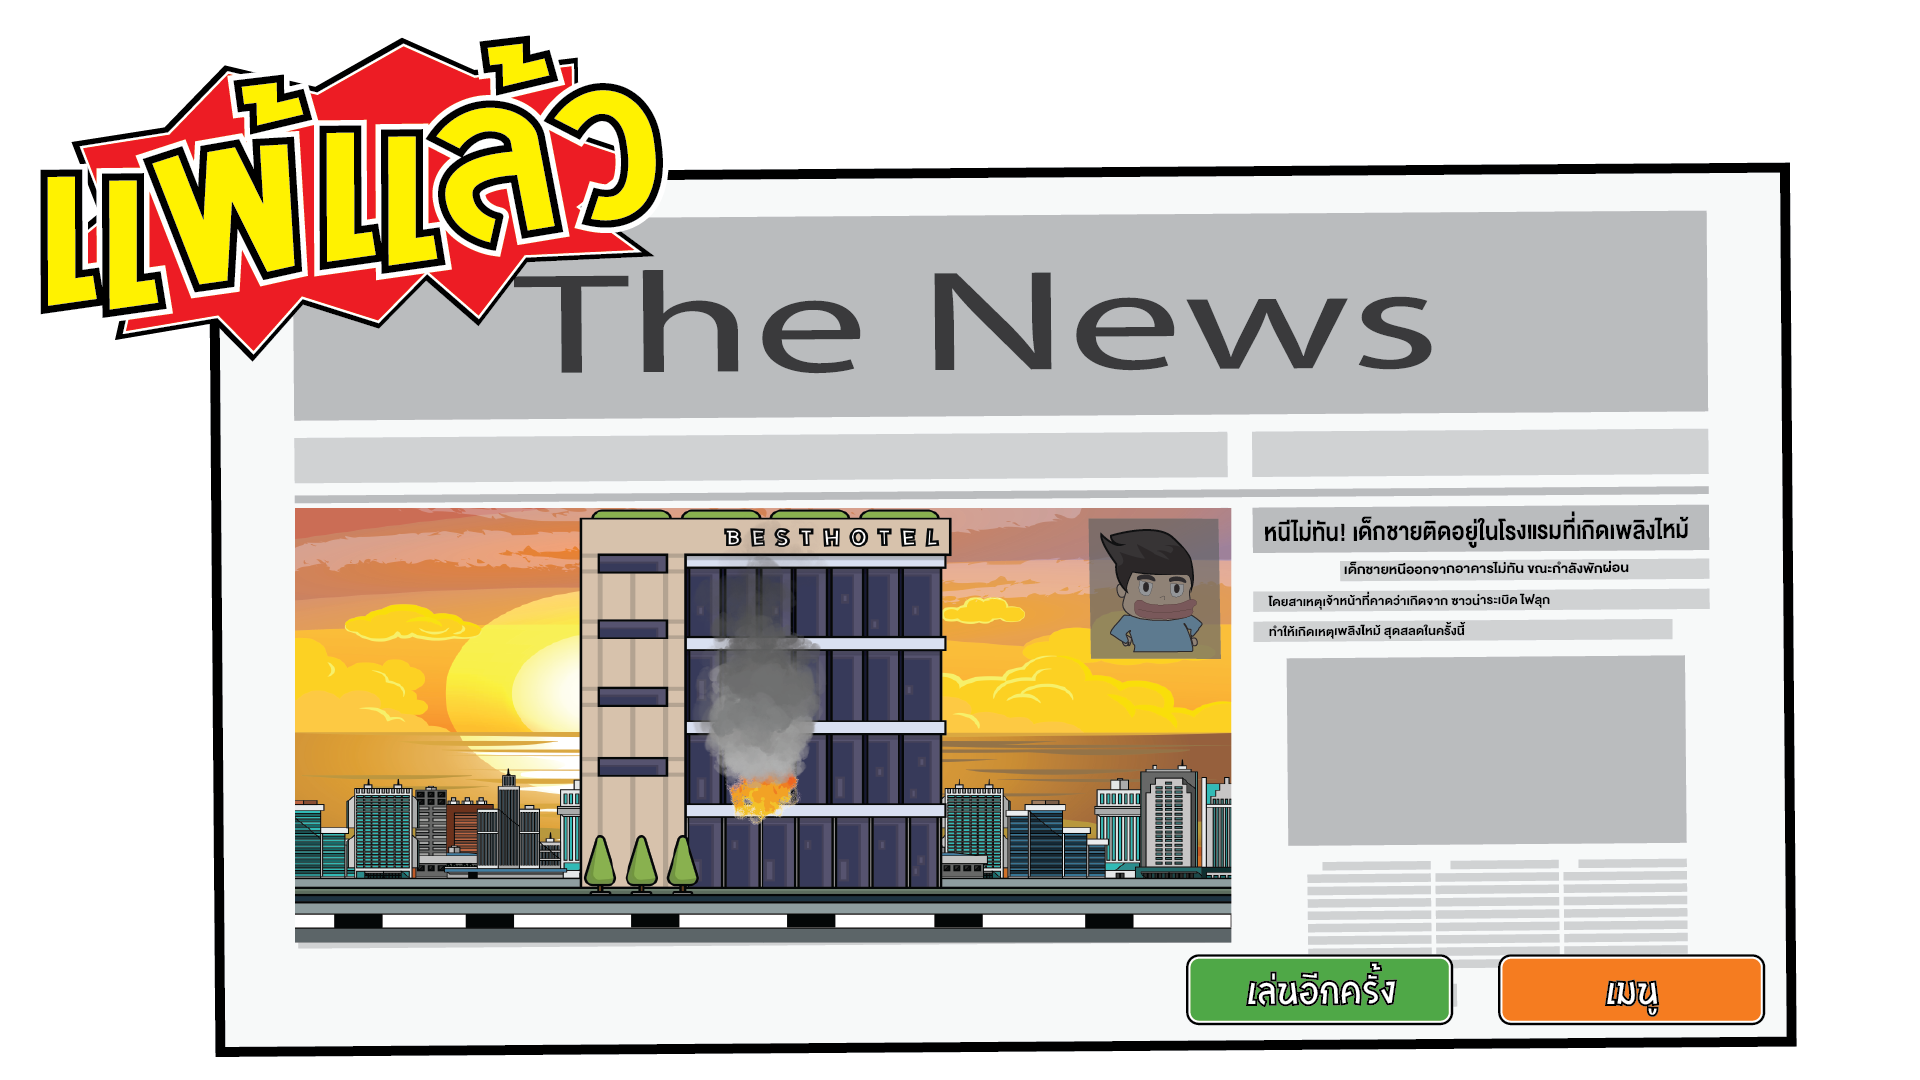 แพ้แล้ว
The News
BESTHOTEL
หนีไม่ทัน! เด็กชายติดอยู่ในโรงแรมที่เกิดเพลิงไหม้
เด็กชายหนีออกจากอาคารไม่ทัน ขณะกำลังพักผ่อน
โดยสาเหตุเจ้าหน้าที่คาดว่าเกิดจาก ซาวน่าระเบิด ไฟลุก
ทำให้เกิดเหตุเพลิงไหม้ สุดสลดในครั้งนี้
เล่นอีกครั้ง
เมนู